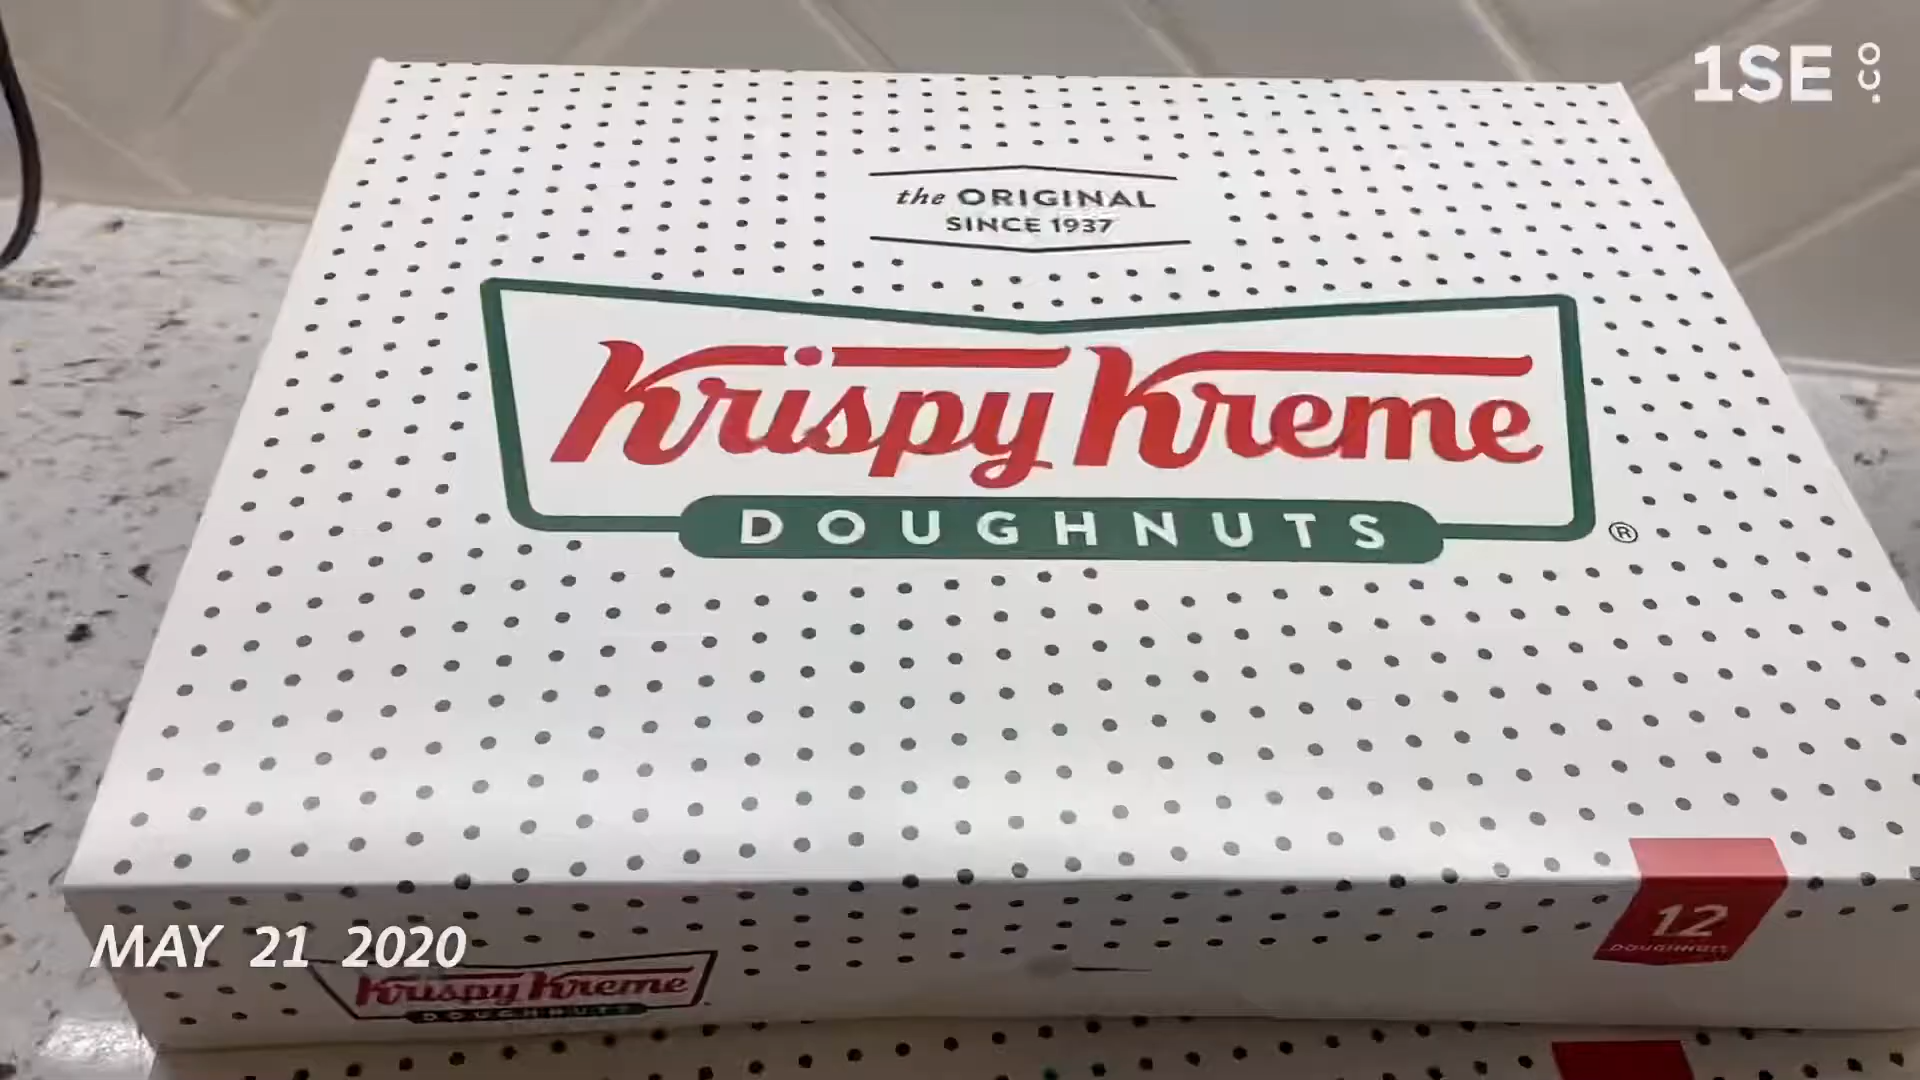 1SE CO.
the ORIGINAL
SINCE 1937
Krispy Kreme
DOUGHNUTS
®
12
DOUGHNUTS
MAY 21 2020
Krispy Kreme
DOUGHNUTS